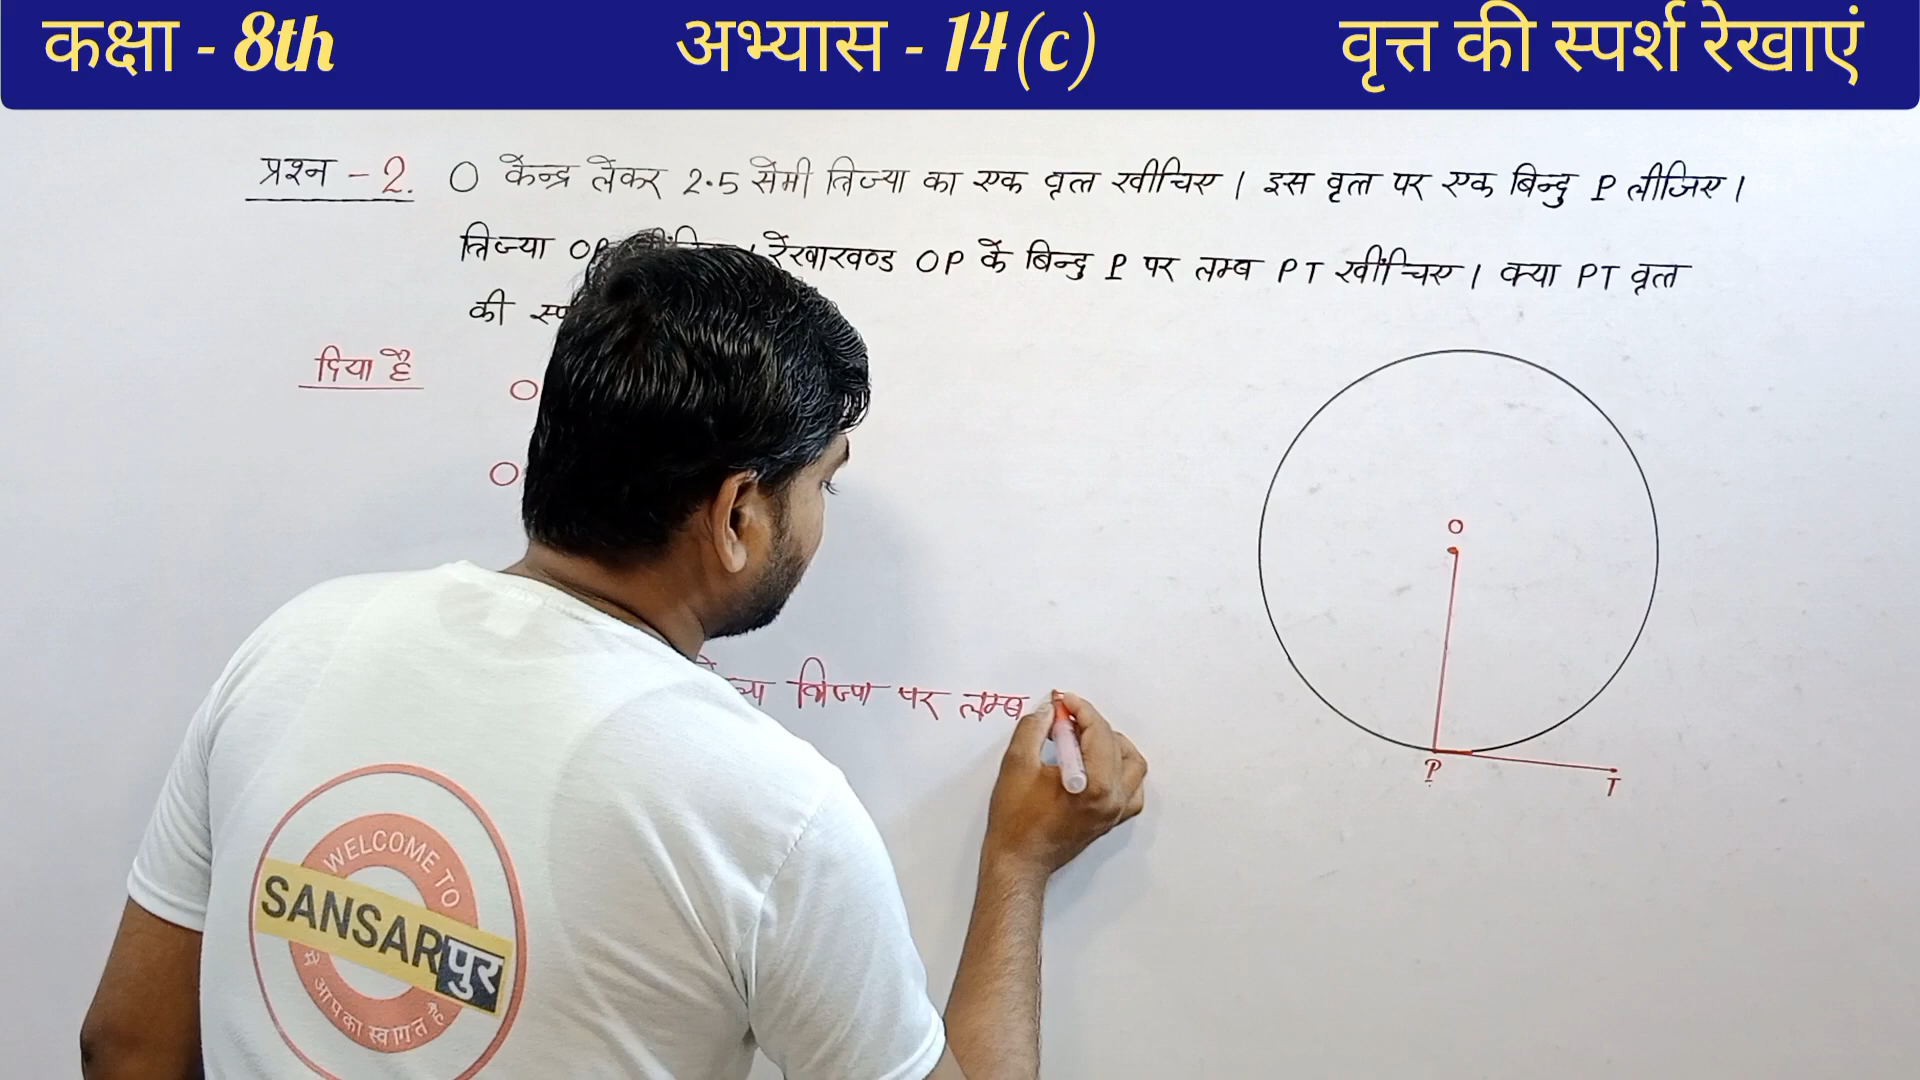 कक्षा - 8th अभ्यास - 14(c) वृत्त की स्पर्श रेखाएं
प्रश्न - 2. O केन्द्र लेकर 2.5 सेमी त्रिज्या का एक वृत्त खीचिए । इस वृत्त पर एक बिन्दु P लीजिए ।
त्रिज्या OP रेखाखण्ड OP के बिन्दु P पर लम्ब PT खींचिए । क्या PT वृत्त
की
दिया है
O
O
O
त्रिज्या पर लम्ब
P
T
WELCOME TO
SANSARपुर
में आपका स्वागत है